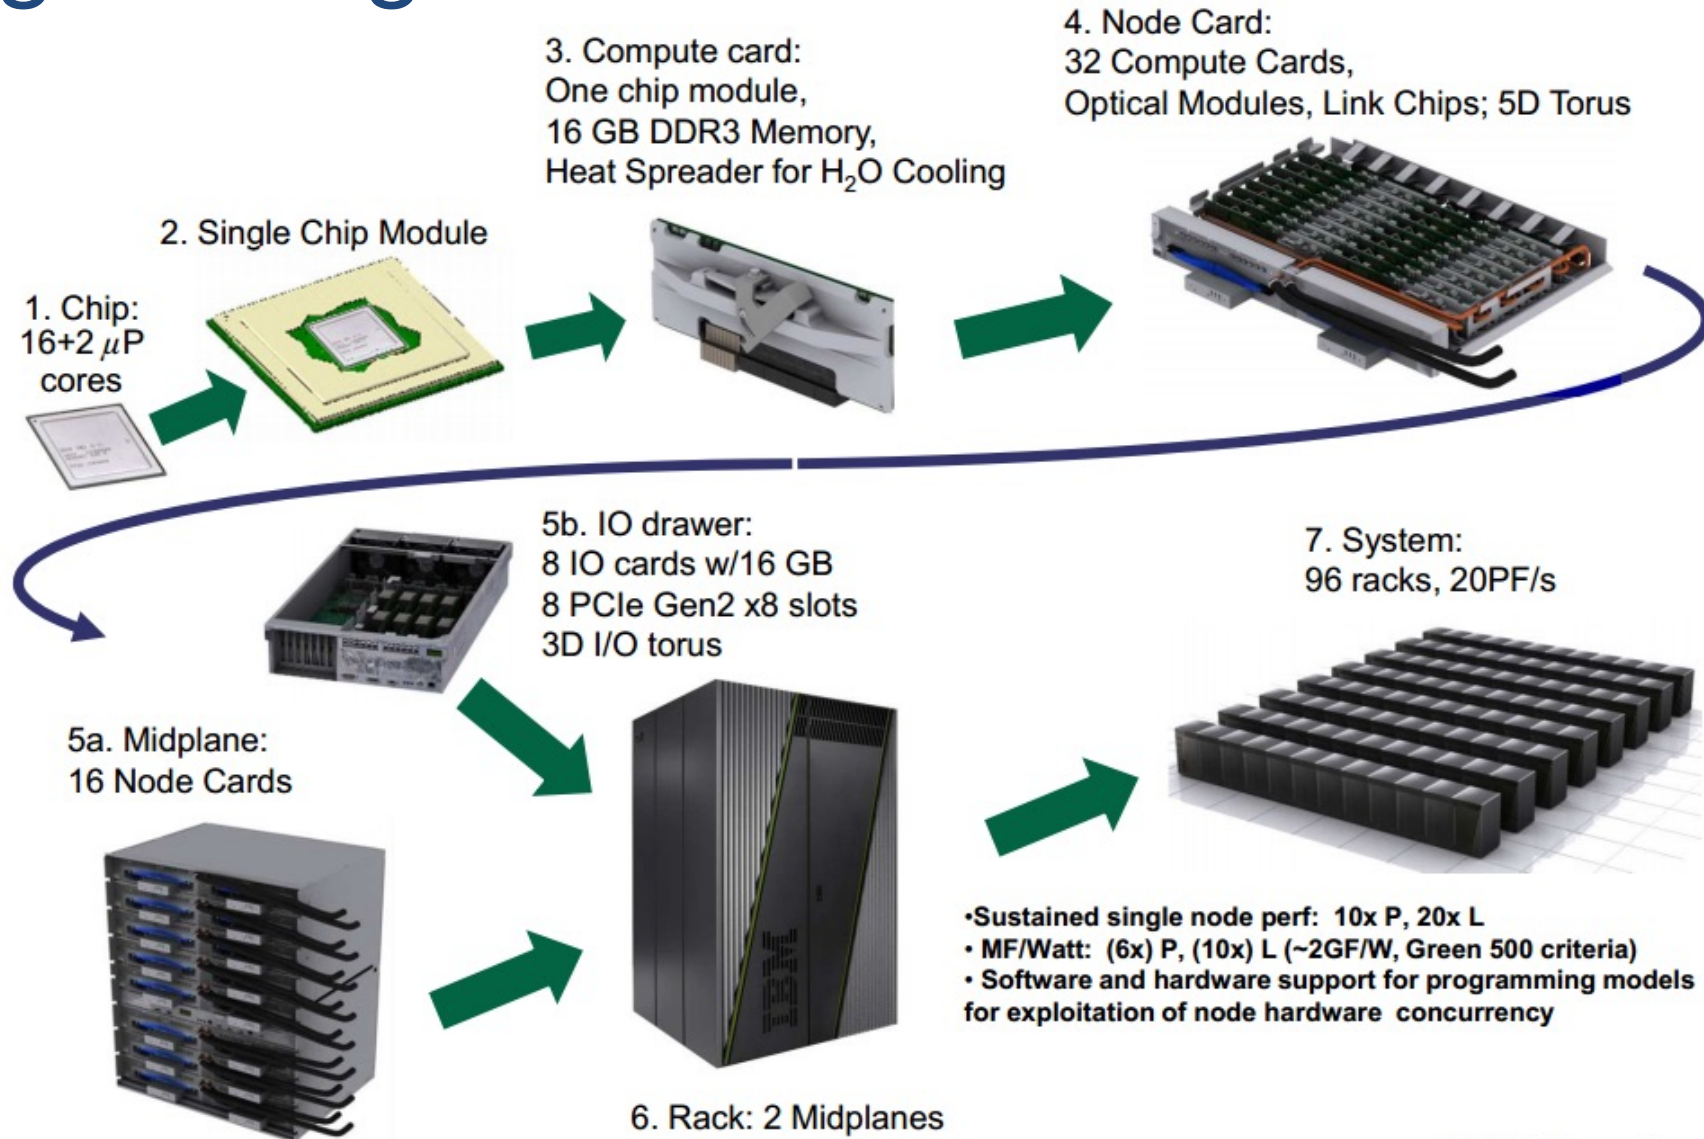 1. Chip:
16+2 μP
cores
2. Single Chip Module
3. Compute card:
One chip module,
16 GB DDR3 Memory,
Heat Spreader for H₂O Cooling
4. Node Card:
32 Compute Cards,
Optical Modules, Link Chips; 5D Torus
5a. Midplane:
16 Node Cards
5b. IO drawer:
8 IO cards w/16 GB
8 PCIe Gen2 x8 slots
3D I/O torus
IBM
6. Rack: 2 Midplanes
7. System:
96 racks, 20PF/s
•Sustained single node perf: 10x P, 20x L
• MF/Watt: (6x) P, (10x) L (~2GF/W, Green 500 criteria)
• Software and hardware support for programming models
for exploitation of node hardware concurrency